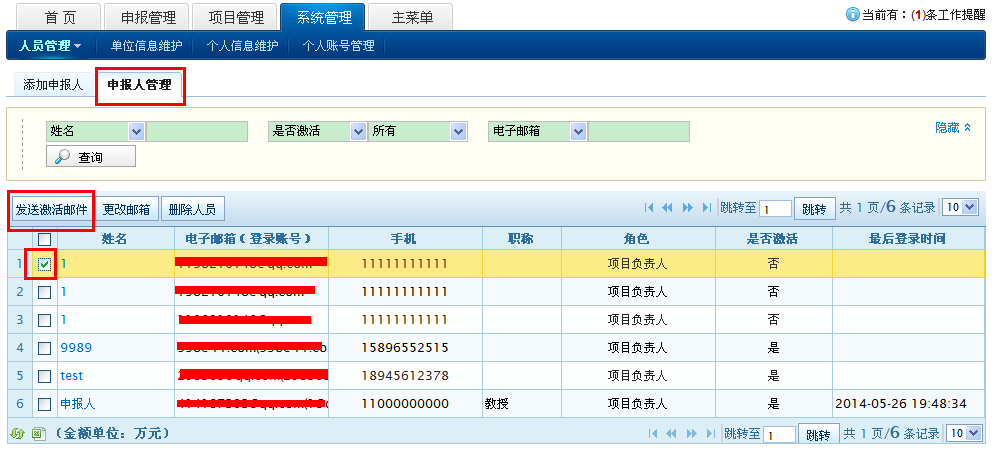 首 页 申报管理 项目管理 系统管理 主菜单 当前有：(1)条工作提醒
人员管理 单位信息维护 个人信息维护 个人账号管理
添加申报人 申报人管理
姓名 是否激活 所有 电子邮箱 隐藏
查询
发送激活邮件 更改邮箱 删除人员 跳转至 1 跳转 共 1 页/6 条记录 10
姓名 电子邮箱（登录账号） 手机 职称 角色 是否激活 最后登录时间
1 1 11111111111 项目负责人 否
2 1 11111111111 项目负责人 否
3 1 11111111111 项目负责人 否
4 9989 15896552515 项目负责人 是
5 test 18945612378 项目负责人 是
6 申报人 11000000000 教授 项目负责人 是 2014-05-26 19:48:34
（金额单位：万元） 跳转至 1 跳转 共 1 页/6 条记录 10